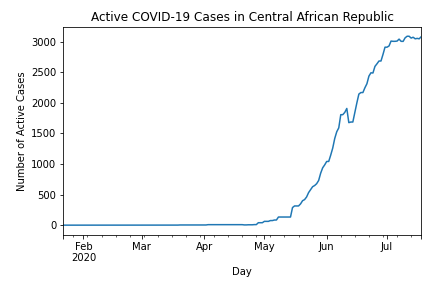 Active COVID-19 Cases in Central African Republic
Number of Active Cases
3000
2500
2000
1500
1000
500
0
Feb
2020
Mar
Apr
May
Jun
Jul
Day